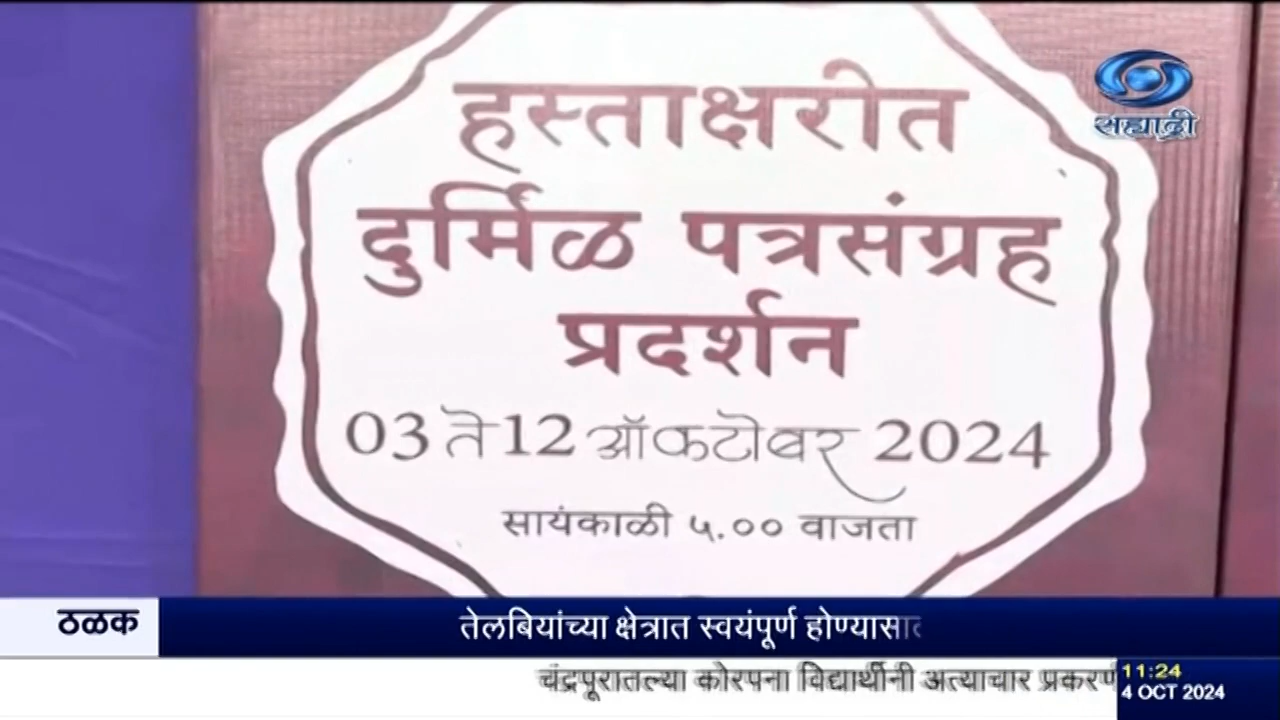 सह्याद्री
हस्ताक्षरीत
दुर्मिळ पत्रसंग्रह
प्रदर्शन
03 ते 12 ऑक्टोबर 2024
सायंकाळी ५.०० वाजता
ठळक
तेलबियांच्या क्षेत्रात स्वयंपूर्ण
चंद्रपूरातल्या कोरपना विद्यार्थीनी अत्याचार
11:24
4 OCT 2024